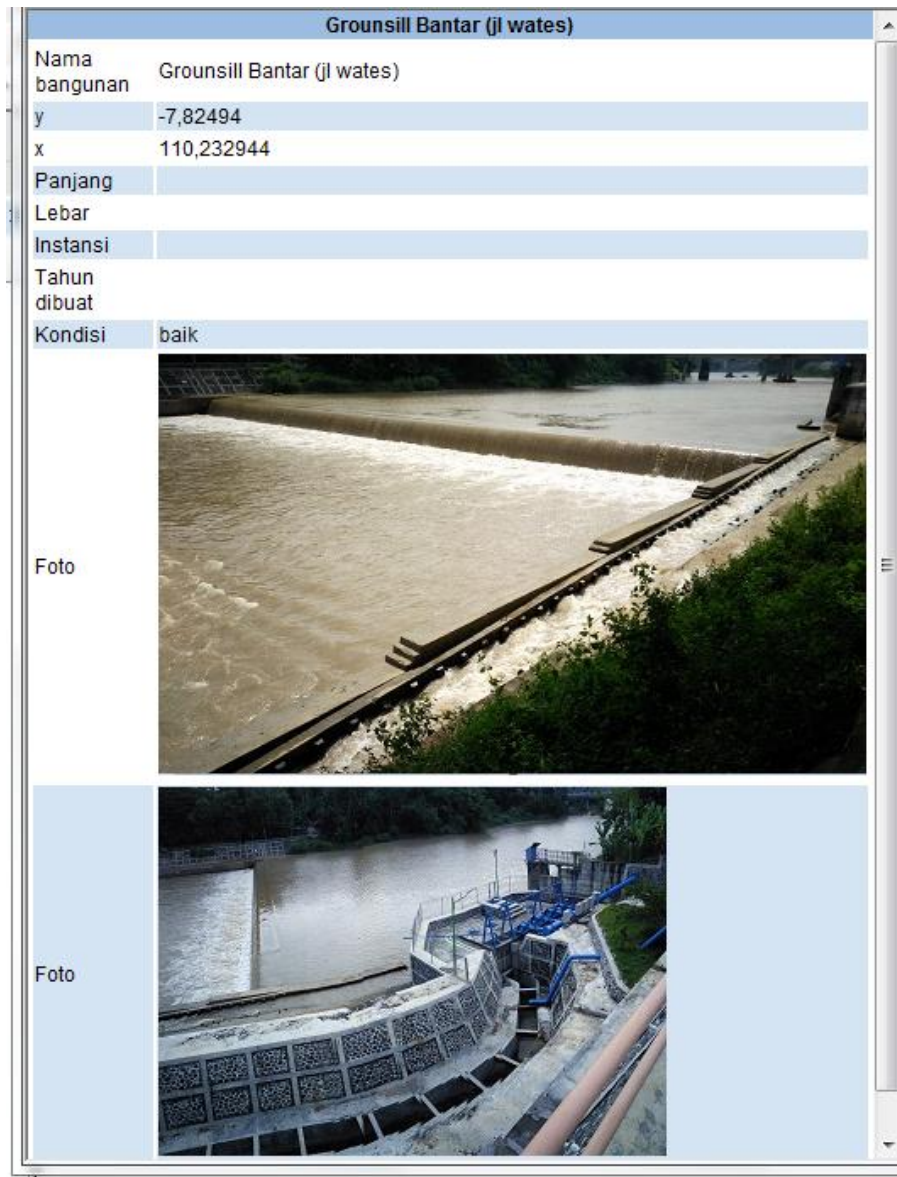 Grounsill Bantar (jl wates)
Nama
bangunan
Grounsill Bantar (jl wates)
y -7,82494
x 110,232944
Panjang
Lebar
Instansi
Tahun
dibuat
Kondisi baik
Foto
Foto